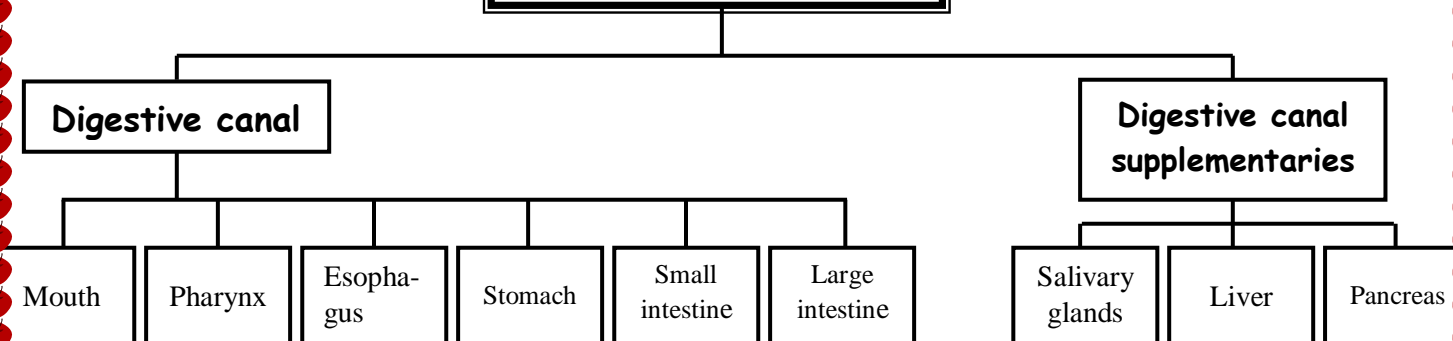 Digestive canal
Digestive canal
supplementaries
Mouth
Pharynx
Esopha-
gus
Stomach
Small
intestine
Large
intestine
Salivary
glands
Liver
Pancreas